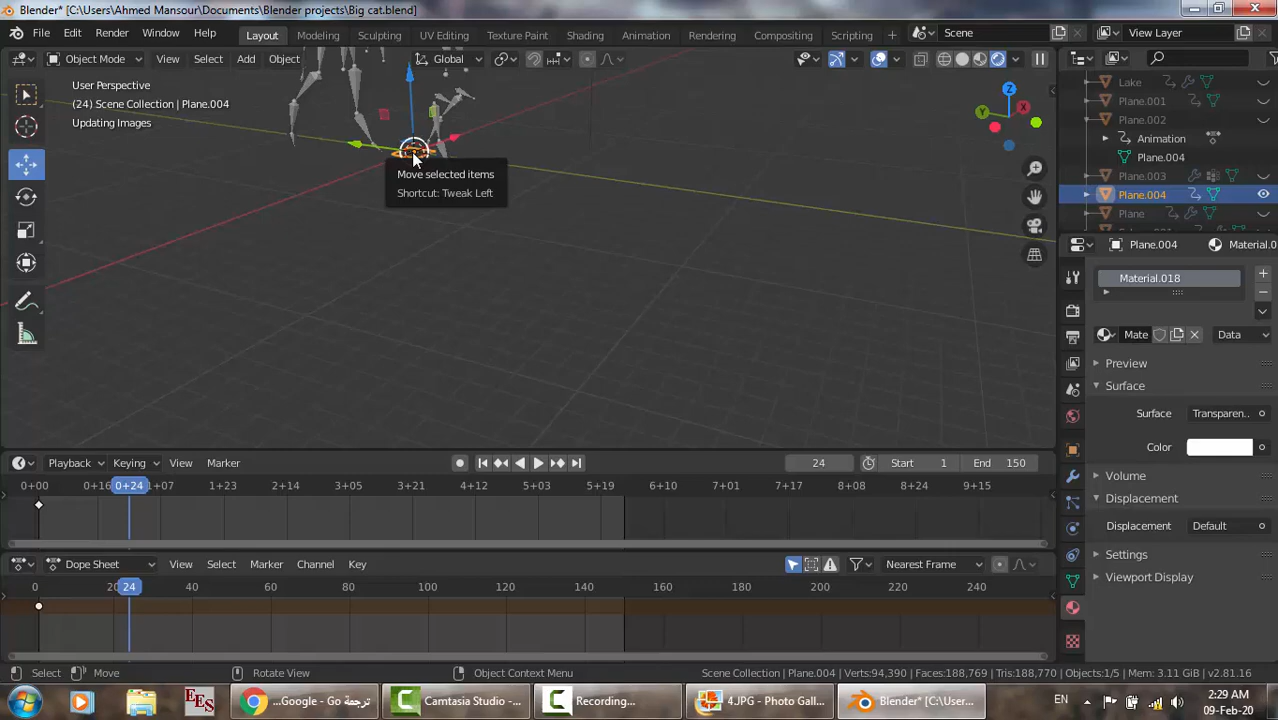 Blender* [C:\Users\Ahmed Mansour\Documents\Blender projects\Big cat.blend]
File Edit Render Window Help Layout Modeling Sculpting UV Editing Texture Paint Shading Animation Rendering Compositing Scripting Scene View Layer
Object Mode View Select Add Object Global
User Perspective
(24) Scene Collection | Plane.004
Updating Images
Z
X
Y
Move selected items
Shortcut: Tweak Left
Lake
Plane.001
Plane.002
Animation
Plane.004
Plane.003
Plane.004
Plane
Plane.004 Material.0
Material.018
Mate Data
Preview
Surface
Surface Transparen..
Color
Volume
Displacement
Displacement Default
Settings
Viewport Display
Playback Keying View Marker 24 Start 1 End 150
0+00 0+16 0+24 1+07 1+23 2+14 3+05 3+21 4+12 5+03 5+19 6+10 7+01 7+17 8+08 8+24 9+15
Dope Sheet View Select Marker Channel Key Nearest Frame
0 20 24 40 60 80 100 120 140 160 180 200 220 240
Select Move Rotate View Object Context Menu Scene Collection | Plane.004 | Verts:94,390 | Faces:188,769 | Tris:188,770 | Objects:1/5 | Mem: 3.11 GiB | v2.81.16
EES ...Google - Go ترجمة Camtasia Studio -... Recording... 4.JPG - Photo Gall... Blender* [C:\User... EN 2:29 AM
09-Feb-20